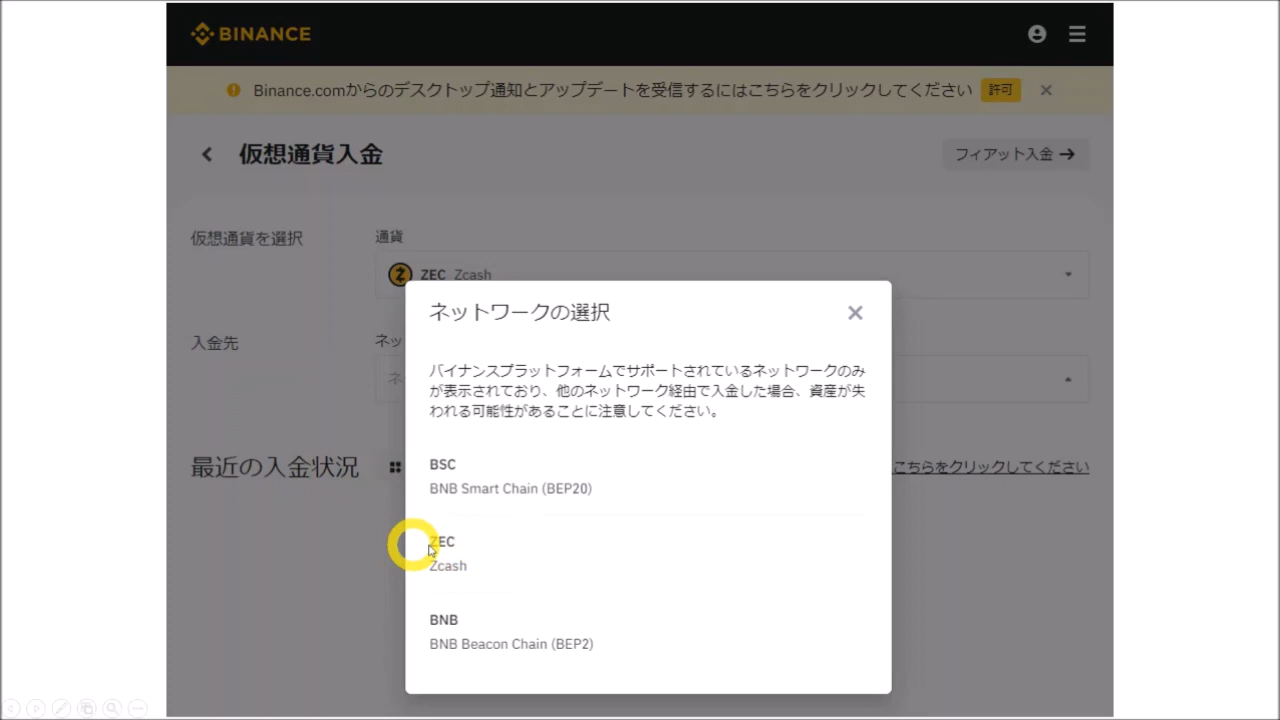 BINANCE
Binance.comからのデスクトップ通知とアップデートを受信するにはこちらをクリックしてください 許可
仮想通貨入金
フィアット入金
仮想通貨を選択
通貨
ZEC Zcash
入金先
ネッ
ネ
最近の入金状況
こちらをクリックしてください
ネットワークの選択
バイナンスプラットフォームでサポートされているネットワークのみ
が表示されており、他のネットワーク経由で入金した場合、資産が失
われる可能性があることに注意してください。
BSC
BNB Smart Chain (BEP20)
ZEC
Zcash
BNB
BNB Beacon Chain (BEP2)